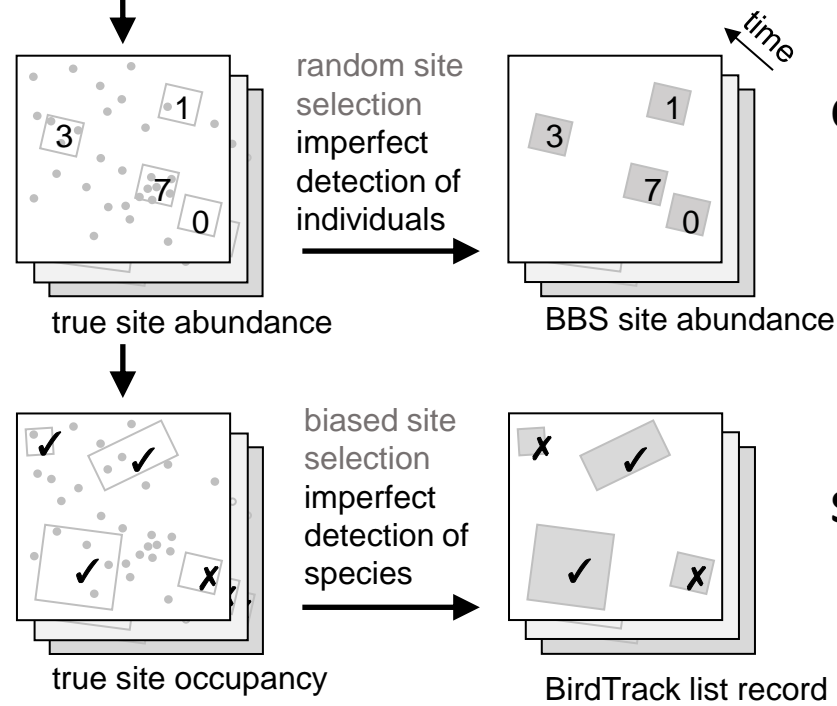 time
random site
selection
imperfect
detection of
individuals
3
1
7
0
3
1
7
0
true site abundance
BBS site abundance
biased site
selection
imperfect
detection of
species
✓
✓
✓
✗
✗
✓
✓
✗
true site occupancy
BirdTrack list record